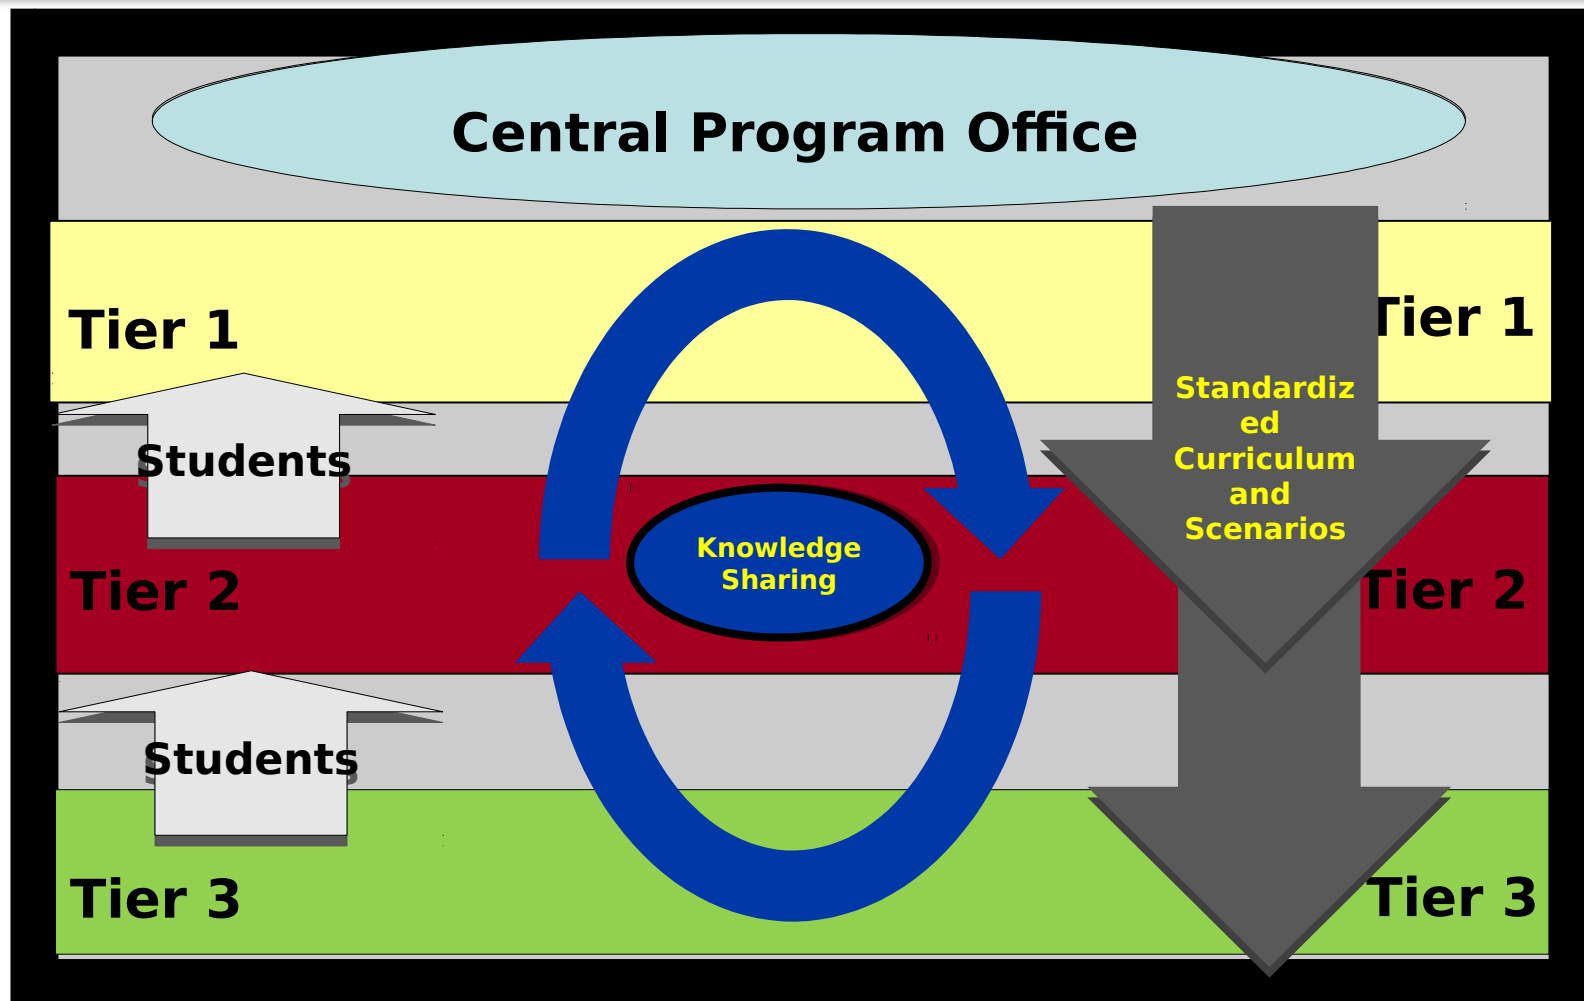 Central Program Office
Tier 1
Tier 1
Standardiz
ed
Curriculum
and
Scenarios
Students
Knowledge
Sharing
Tier 2
Tier 2
Students
Tier 3
Tier 3